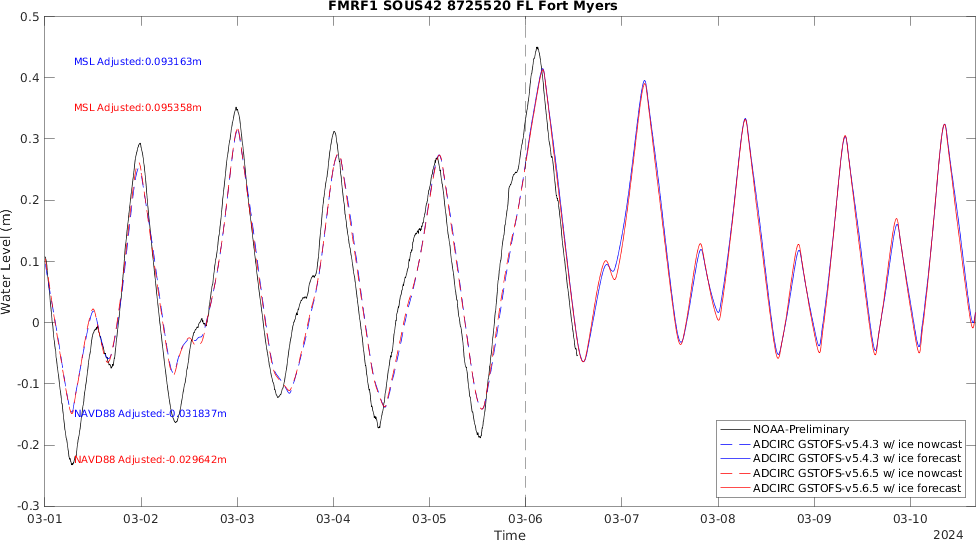 FMRF1 SOUS42 8725520 FL Fort Myers
0.5
0.4
0.3
0.2
0.1
0
-0.1
-0.2
-0.3
Water Level (m)
MSL Adjusted:0.093163m
MSL Adjusted:0.095358m
NAVD88 Adjusted:-0.031837m
NAVD88 Adjusted:-0.029642m
NOAA-Preliminary
ADCIRC GSTOFS-v5.4.3 w/ ice nowcast
ADCIRC GSTOFS-v5.4.3 w/ ice forecast
ADCIRC GSTOFS-v5.6.5 w/ ice nowcast
ADCIRC GSTOFS-v5.6.5 w/ ice forecast
03-01 03-02 03-03 03-04 03-05 03-06 03-07 03-08 03-09 03-10
Time
2024